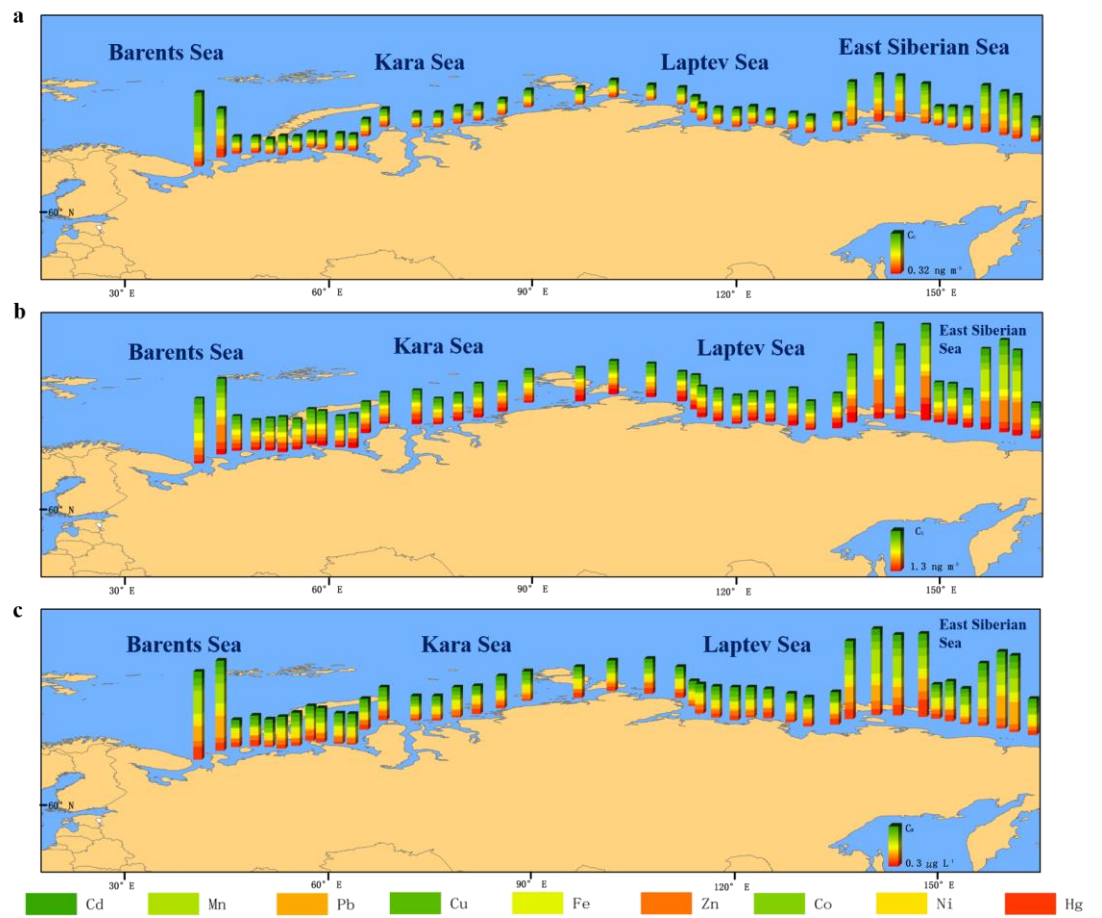 a
Barents Sea
Kara Sea
Laptev Sea
East Siberian Sea
60° N
C
0.32 ng m⁻³
30° E
60° E
90° E
120° E
150° E
b
Barents Sea
Kara Sea
Laptev Sea
East Siberian
Sea
60° N
C
1.3 ng m⁻³
30° E
60° E
90° E
120° E
150° E
c
Barents Sea
Kara Sea
Laptev Sea
East Siberian
Sea
60° N
C
0.3 μg L⁻¹
30° E
60° E
90° E
120° E
150° E
Cd
Mn
Pb
Cu
Fe
Zn
Co
Ni
Hg